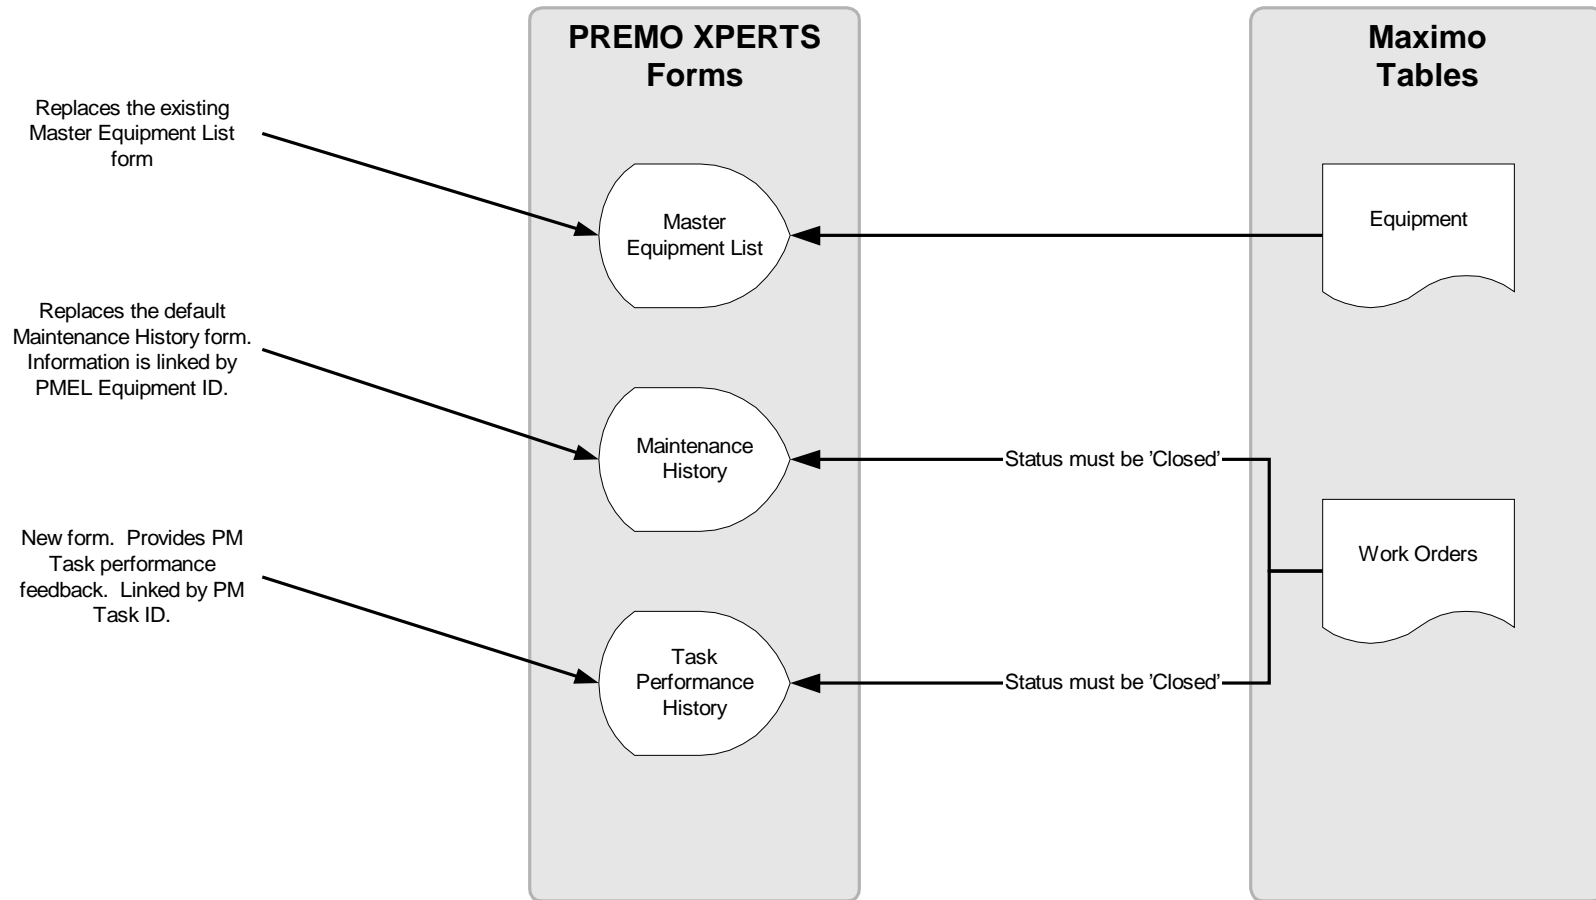 PREMO XPERTS
Forms
Maximo
Tables
Replaces the existing
Master Equipment List
form
Master
Equipment List
Equipment
Replaces the default
Maintenance History form.
Information is linked by
PMEL Equipment ID.
Maintenance
History
Status must be 'Closed'
Work Orders
New form.  Provides PM
Task performance
feedback.  Linked by PM
Task ID.
Task
Performance
History
Status must be 'Closed'